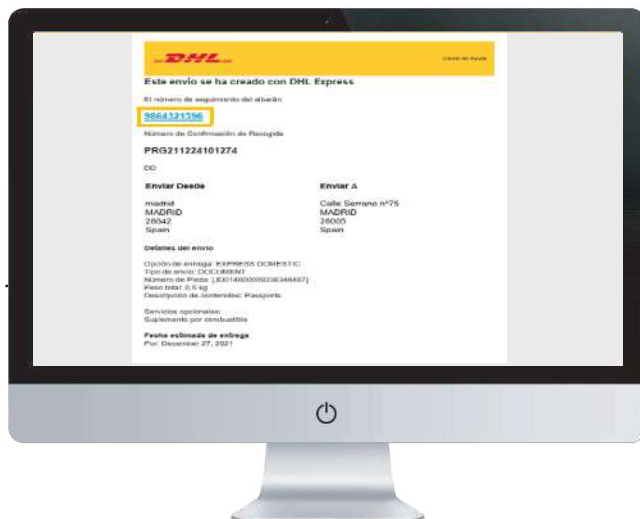 DHL
Centro de Ayuda
Este envío se ha creado con DHL Express
El número de seguimiento del albarán
9864321596
Número de Confirmación de Recogida
PRG211224101274
DD
Enviar Desde
madrid
MADRID
28042
Spain
Enviar A
Calle Serrano nº75
MADRID
28005
Spain
Detalles del envío
Opción de entrega: EXPRESS DOMESTIC
Tipo de envío: DOCUMENT
Peso total: 0,5 kg
Descripción de contenidos: Passports
Servicios opcionales:
Suplemento por combustible
Fecha estimada de entrega
Por: December 27, 2021